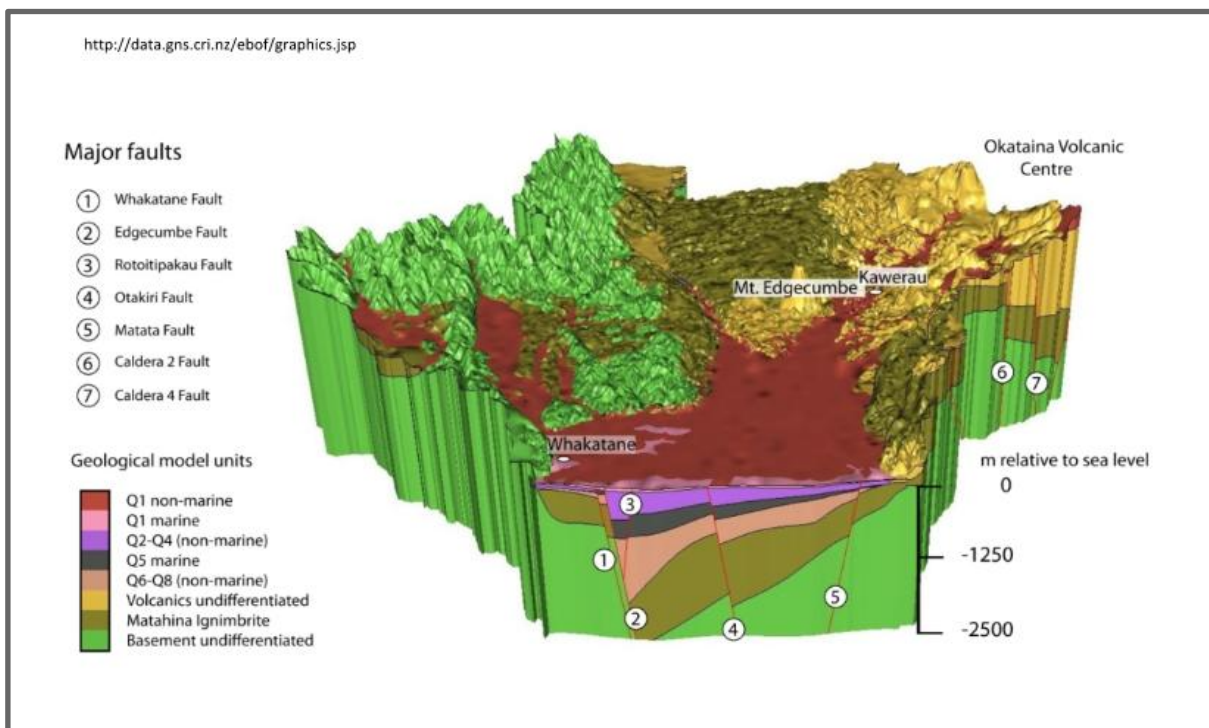 http://data.gns.cri.nz/ebof/graphics.jsp
Major faults
1 Whakatane Fault
2 Edgecumbe Fault
3 Rotoitipakau Fault
4 Otakiri Fault
5 Matata Fault
6 Caldera 2 Fault
7 Caldera 4 Fault
Geological model units
Q1 non-marine
Q1 marine
Q2-Q4 (non-marine)
Q5 marine
Q6-Q8 (non-marine)
Volcanics undifferentiated
Matahina Ignimbrite
Basement undifferentiated
Okataina Volcanic
Centre
Kawerau
Mt. Edgecumbe
Whakatane
6
7
m relative to sea level
0
-1250
-2500
3
1
2
4
5